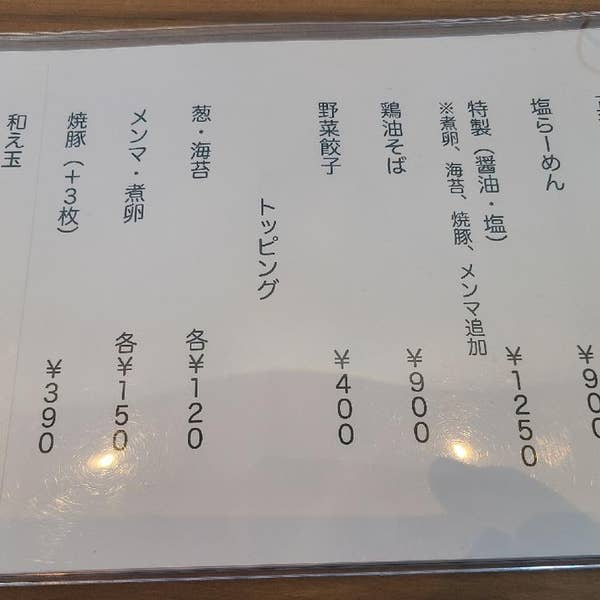 塩らーめん ¥900
特製（醤油・塩） ¥1250
※煮卵、海苔、焼豚、メンマ追加
鶏油そば ¥900
野菜餃子 ¥400
トッピング
葱・海苔 各¥120
メンマ・煮卵 各¥150
焼豚（+3枚） ¥390
和え玉